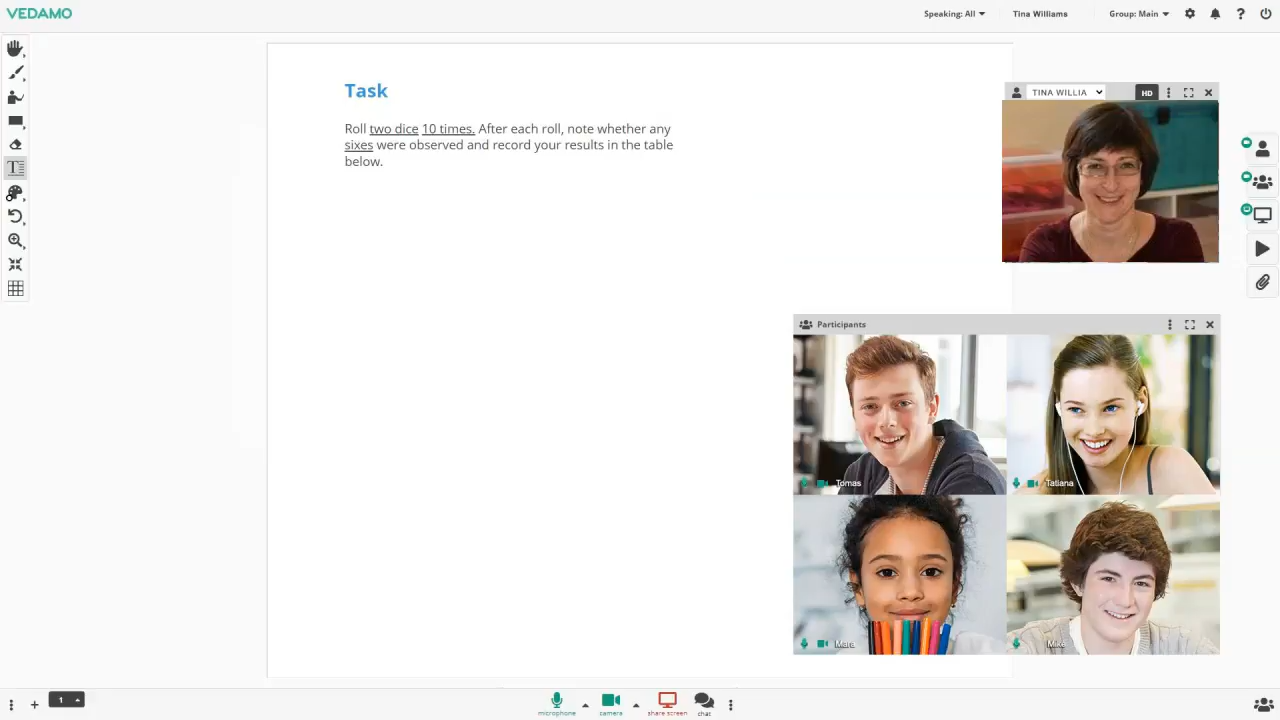 VEDAMO
Speaking: All
Tina Williams
Group: Main
Task
Roll two dice 10 times. After each roll, note whether any
sixes were observed and record your results in the table
below.
TINA WILLIA
HD
Participants
Tomas
Tatiana
Mara
Mike
1
microphone
camera
share screen
chat